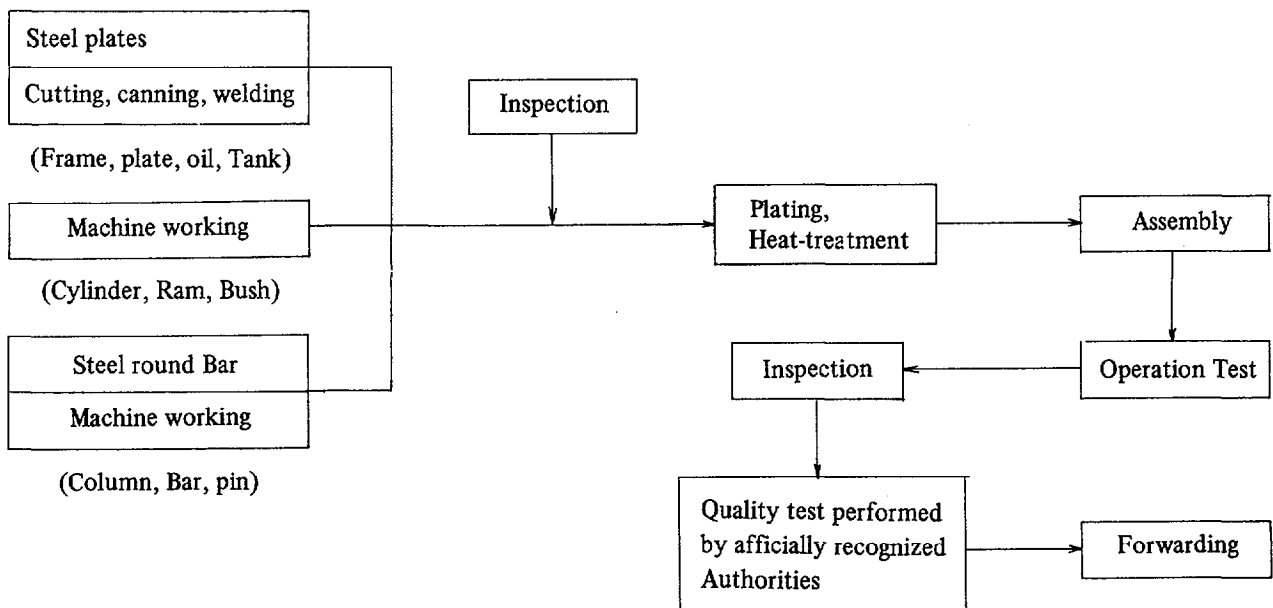 Steel plates
Cutting, canning, welding
(Frame, plate, oil, Tank)
Machine working
(Cylinder, Ram, Bush)
Steel round Bar
Machine working
(Column, Bar, pin)
Inspection
Plating,
Heat-treatment
Assembly
Operation Test
Inspection
Quality test performed
by afficially recognized
Authorities
Forwarding